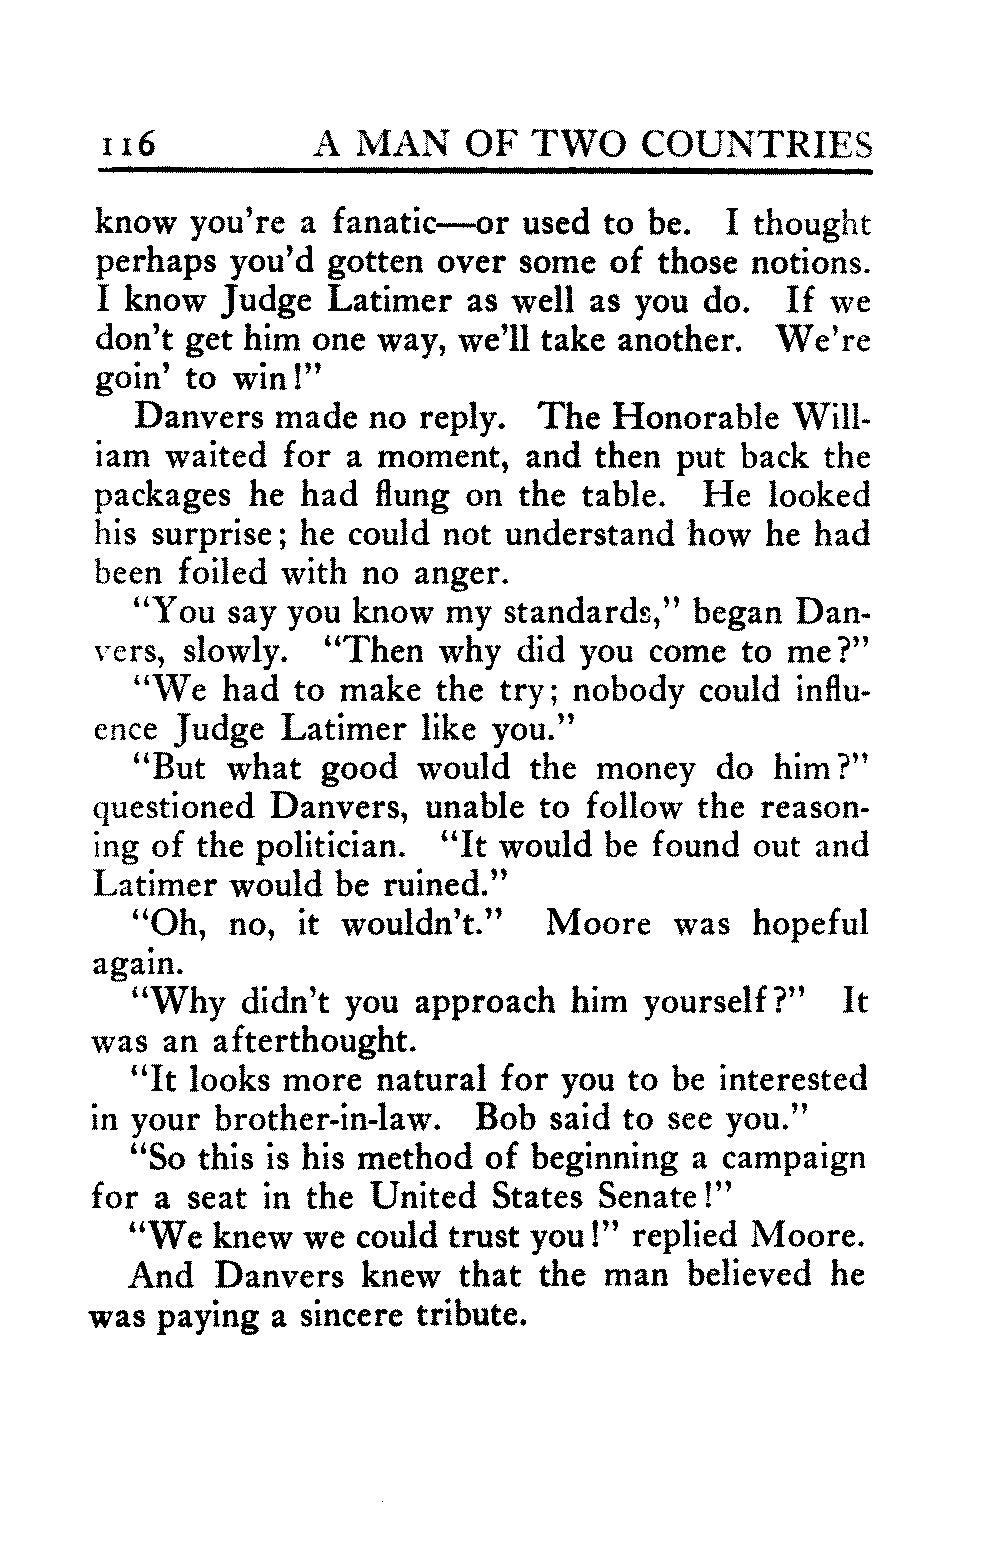 116 A MAN OF TWO COUNTRIES
know you're a fanatic—or used to be. I thought
perhaps you'd gotten over some of those notions.
I know Judge Latimer as well as you do. If we
don't get him one way, we'll take another. We're
goin' to win!"
Danvers made no reply. The Honorable Will-
iam waited for a moment, and then put back the
packages he had flung on the table. He looked
his surprise; he could not understand how he had
been foiled with no anger.
"You say you know my standards," began Dan-
vers, slowly. "Then why did you come to me?"
"We had to make the try; nobody could influ-
ence Judge Latimer like you."
"But what good would the money do him?"
questioned Danvers, unable to follow the reason-
ing of the politician. "It would be found out and
Latimer would be ruined."
"Oh, no, it wouldn't." Moore was hopeful
again.
"Why didn't you approach him yourself?" It
was an afterthought.
"It looks more natural for you to be interested
in your brother-in-law. Bob said to see you."
"So this is his method of beginning a campaign
for a seat in the United States Senate!"
"We knew we could trust you!" replied Moore.
And Danvers knew that the man believed he
was paying a sincere tribute.